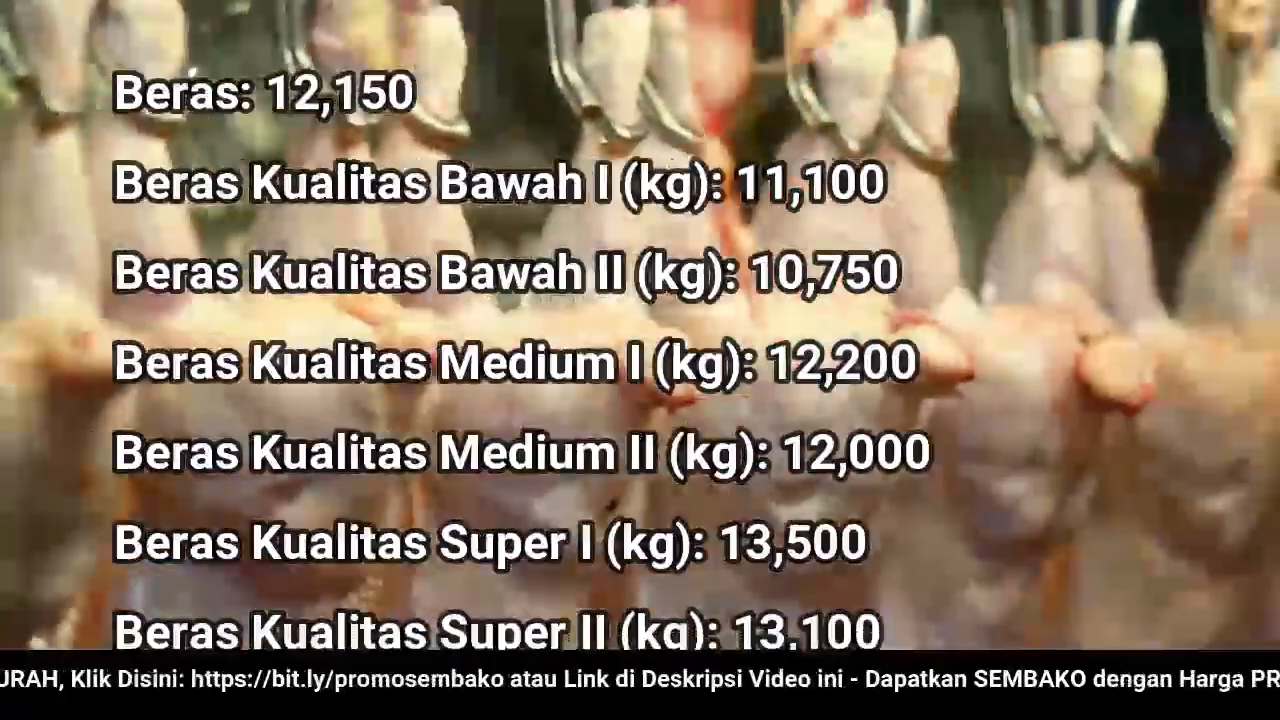 Beras: 12,150
Beras Kualitas Bawah I (kg): 11,100
Beras Kualitas Bawah II (kg): 10,750
Beras Kualitas Medium I (kg): 12,200
Beras Kualitas Medium II (kg): 12,000
Beras Kualitas Super I (kg): 13,500
Beras Kualitas Super II (kg): 13,100
URAH, Klik Disini: https://bit.ly/promosembako atau Link di Deskripsi Video ini - Dapatkan SEMBAKO dengan Harga PR